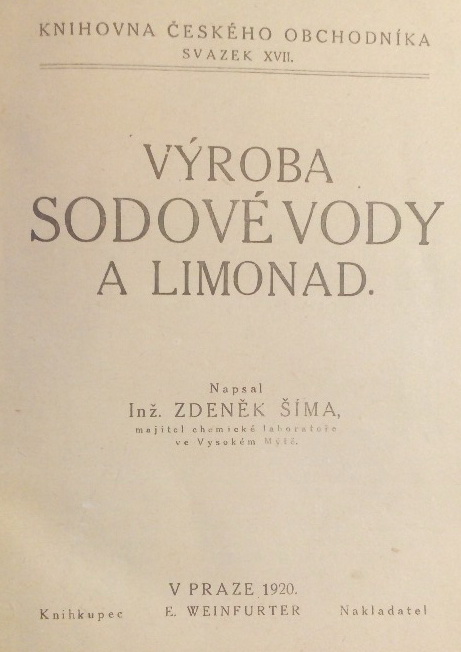 KNIHOVNA ČESKÉHO OBCHODNÍKA
SVAZEK XVII.
VÝROBA
SODOVÉ VODY
A LIMONAD.
Napsal
Inž. ZDENĚK ŠÍMA,
majitel chemické laboratoře
ve Vysokém Mýtě.
V PRAZE 1920.
Knihkupec E. WEINFURTER Nakladatel